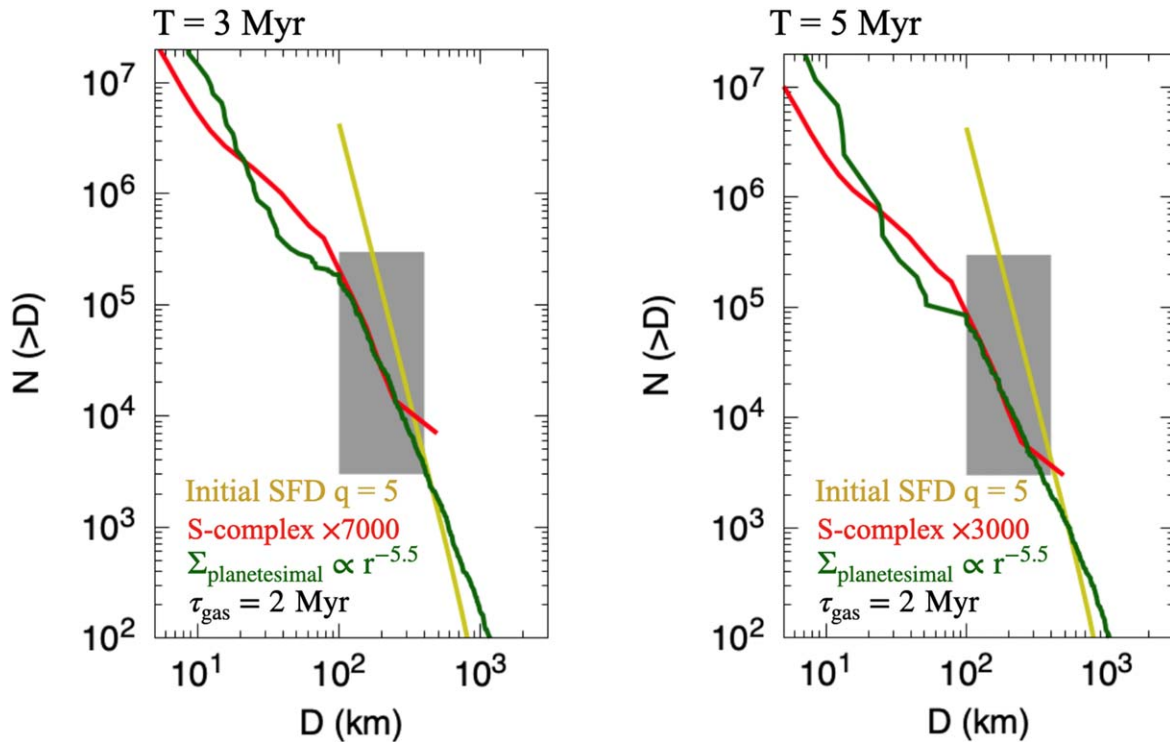 T = 3 Myr
10⁷
10⁶
10⁵
10⁴
10³
10²
N (>D)
Initial SFD q = 5
S-complex ×7000
Σplanetesimal ∝ r⁻⁵·⁵
τgas = 2 Myr
10¹ 10² 10³
D (km)
T = 5 Myr
10⁷
10⁶
10⁵
10⁴
10³
10²
N (>D)
Initial SFD q = 5
S-complex ×3000
Σplanetesimal ∝ r⁻⁵·⁵
τgas = 2 Myr
10¹ 10² 10³
D (km)